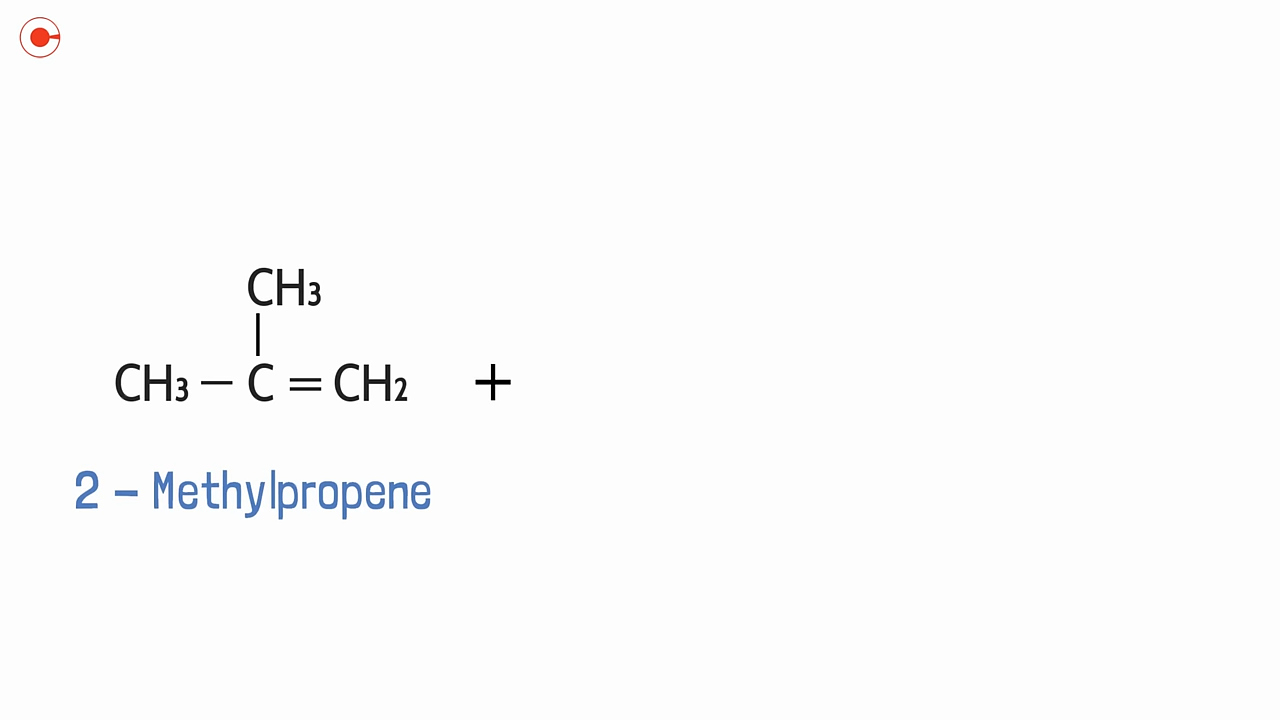 CH3
CH3 – C = CH2 +
2 – Methylpropene